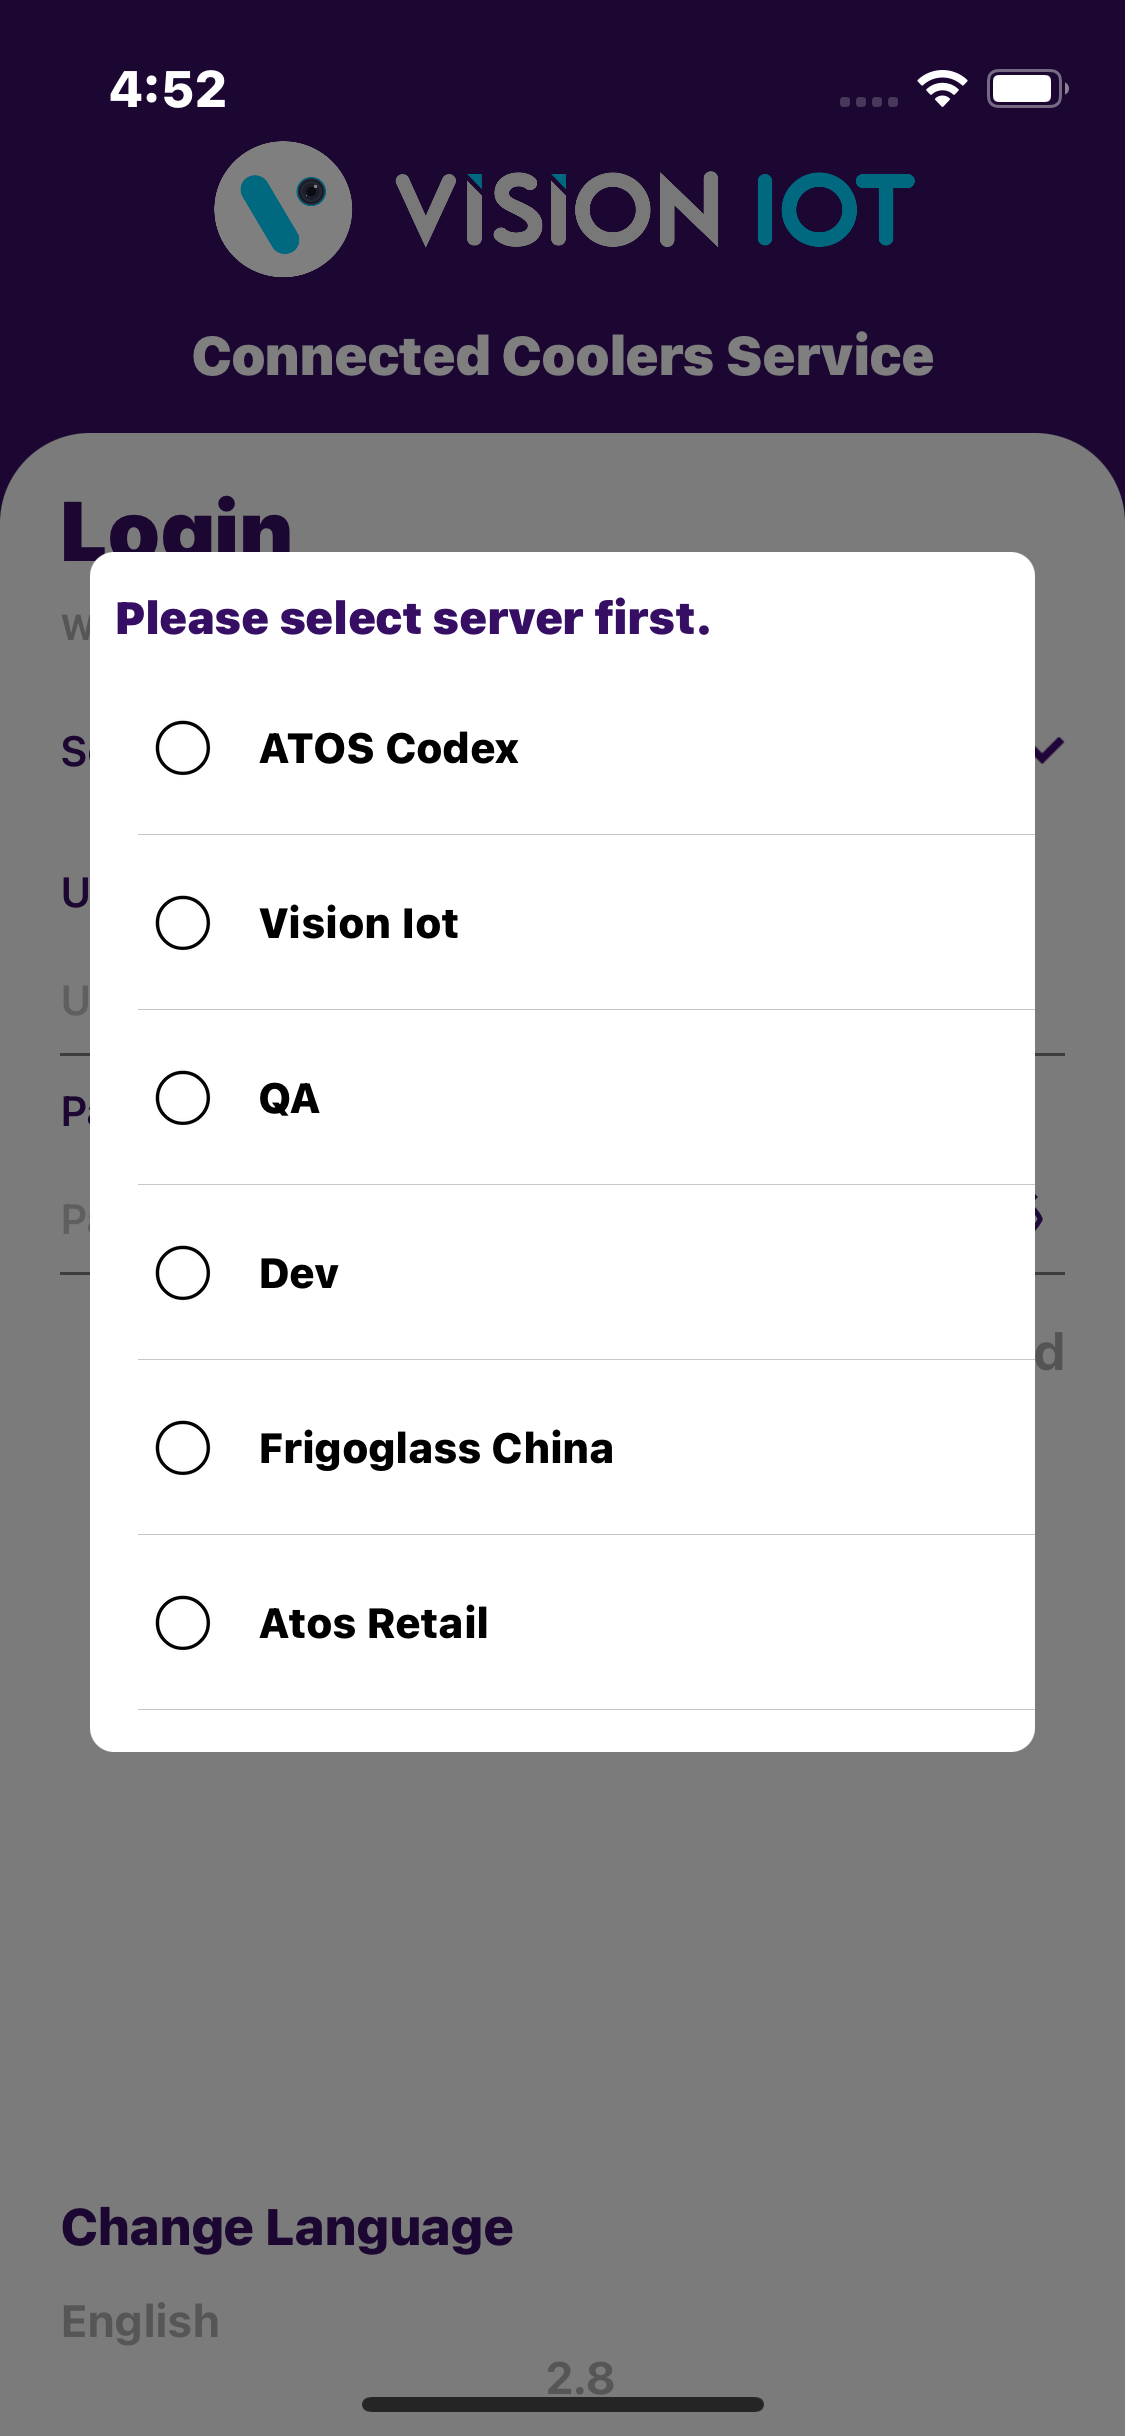 4:52
VISION IOT
Connected Coolers Service
Login
Please select server first.
ATOS Codex
Vision Iot
QA
Dev
Frigoglass China
Atos Retail
Change Language
English
2.8